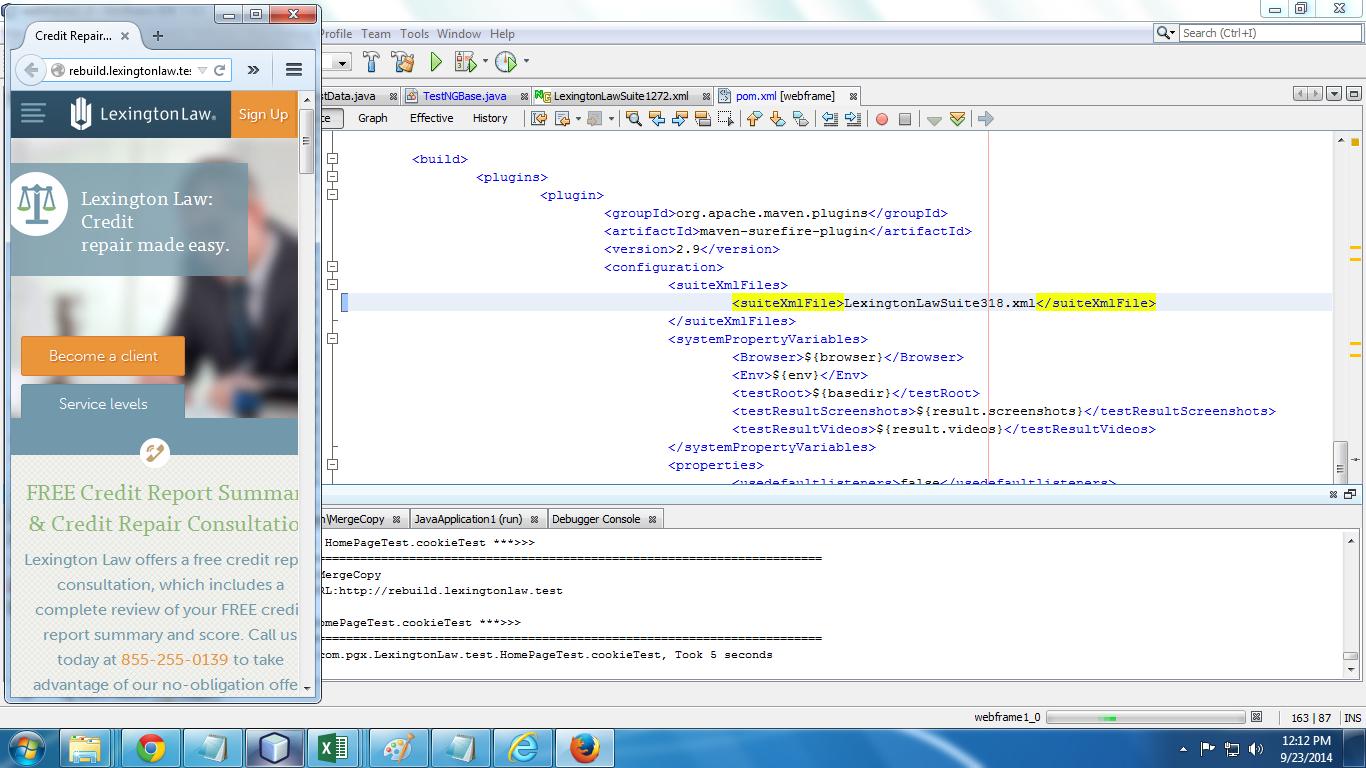 Credit Repair...
rebuild.lexingtonlaw.te
LexingtonLaw.
Sign Up
Lexington Law:
Credit
repair made easy.
Become a client
Service levels
FREE Credit Report Summar
& Credit Repair Consultatio
Lexington Law offers a free credit rep
consultation, which includes a
complete review of your FREE credi
report summary and score. Call us
today at 855-255-0139 to take
advantage of our no-obligation offe
Profile Team Tools Window Help
Search (Ctrl+I)
stData.java TestNGBase.java LexingtonLawSuite1272.xml pom.xml [webframe]
ce Graph Effective History
<build>
<plugins>
<plugin>
<groupId>org.apache.maven.plugins</groupId>
<artifactId>maven-surefire-plugin</artifactId>
<version>2.9</version>
<configuration>
<suiteXmlFiles>
<suiteXmlFile>LexingtonLawSuite318.xml</suiteXmlFile>
</suiteXmlFiles>
<systemPropertyVariables>
<Browser>${browser}</Browser>
<Env>${env}</Env>
<testRoot>${basedir}</testRoot>
<testResultScreenshots>${result.screenshots}</testResultScreenshots>
<testResultVideos>${result.videos}</testResultVideos>
</systemPropertyVariables>
<properties>
<usedefaultlisteners>false</usedefaultlisteners>
n\MergeCopy JavaApplication1 (run) Debugger Console
HomePageTest.cookieTest ***>>>
MergeCopy
RL:http://rebuild.lexingtonlaw.test
omePageTest.cookieTest ***>>>
com.pgx.LexingtonLaw.test.HomePageTest.cookieTest, Took 5 seconds
webframe1_0
163 | 87 INS
12:12 PM
9/23/2014